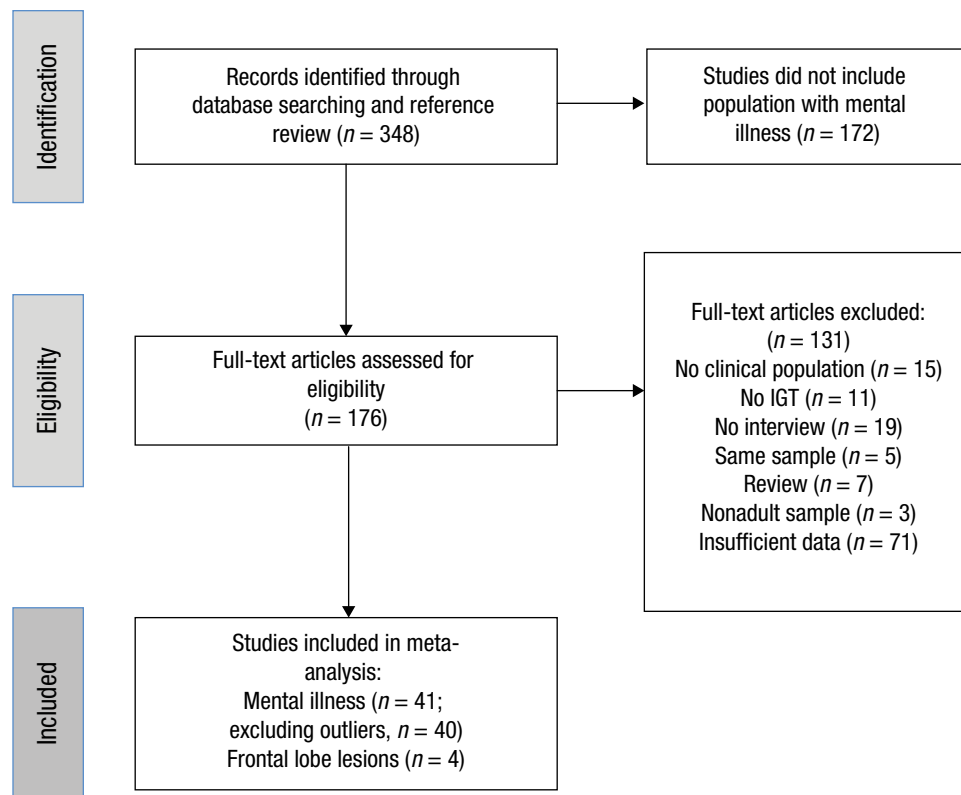 Identification
Records identified through
database searching and reference
review (n = 348)
Studies did not include
population with mental
illness (n = 172)
Eligibility
Full-text articles assessed for
eligibility
(n = 176)
Full-text articles excluded:
(n = 131)
No clinical population (n = 15)
No IGT (n = 11)
No interview (n = 19)
Same sample (n = 5)
Review (n = 7)
Nonadult sample (n = 3)
Insufficient data (n = 71)
Included
Studies included in meta-
analysis:
Mental illness (n = 41;
excluding outliers, n = 40)
Frontal lobe lesions (n = 4)